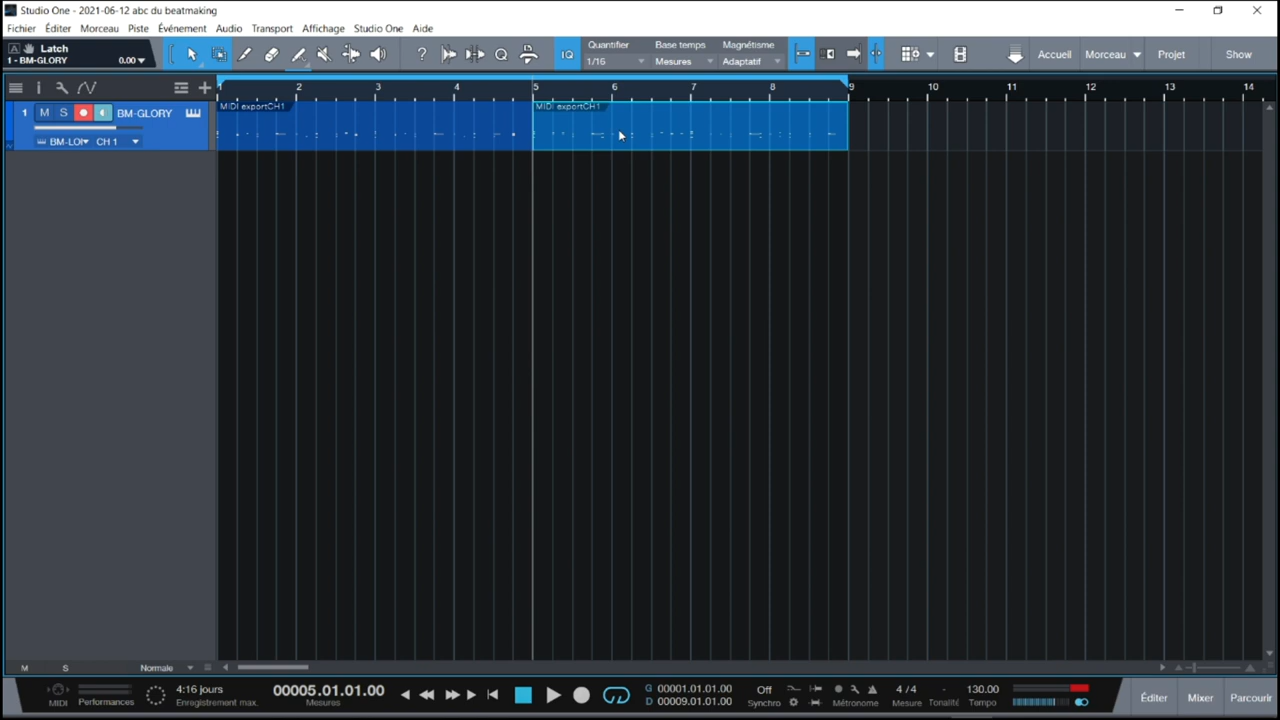 Studio One - 2021-06-12 abc du beatmaking
Fichier Éditer Morceau Piste Événement Audio Transport Affichage Studio One Aide
A Latch
1 - BM-GLORY 0.00
? Q IQ
Quantifier Base temps Magnétisme
1/16 Mesures Adaptatif
Accueil Morceau Projet Show
i 2 3 4 5 6 7 8 9 10 11 12 13 14
1 M S BM-GLORY
CH 1
MIDI exportCH1 MIDI exportCH1
M S Normale
MIDI Performances
4:16 jours
Enregistrement max.
00005.01.01.00
Mesures
G 00001.01.01.00
D 00009.01.01.00
Off
Synchro
Métronome
4 / 4
Mesure
-
Tonalité
130.00
Tempo
Éditer Mixer Parcourir